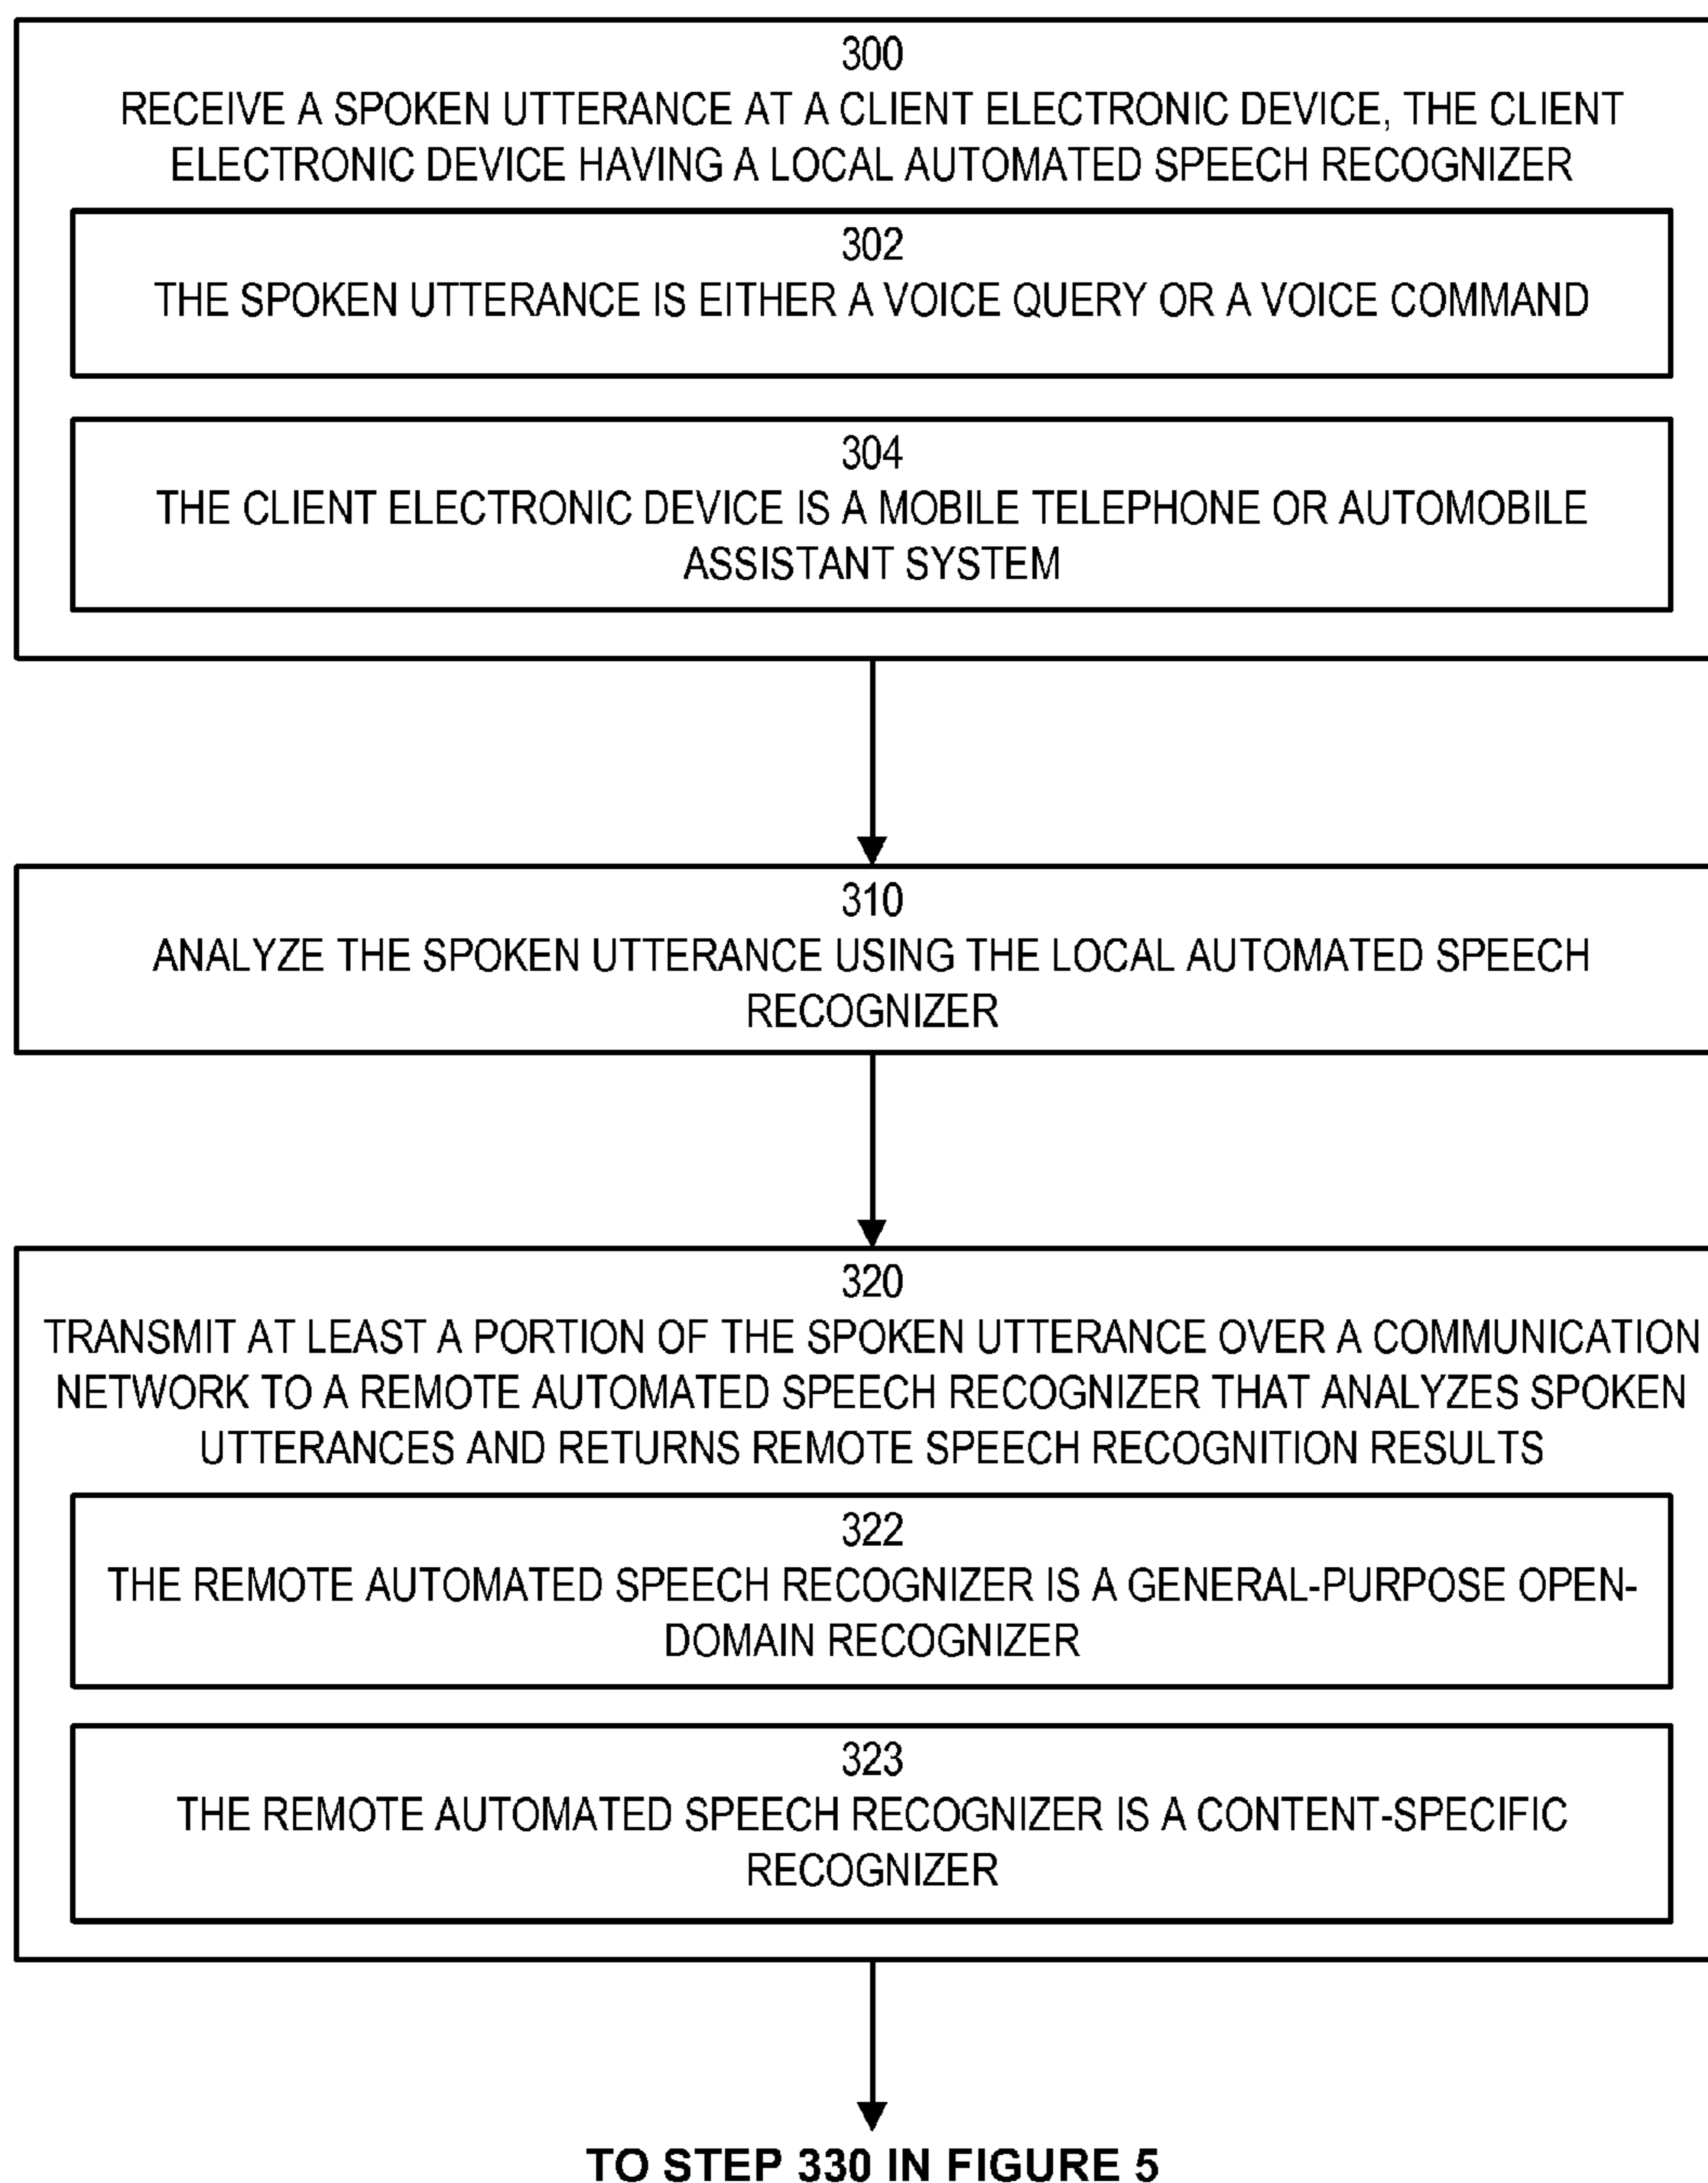 300
RECEIVE A SPOKEN UTTERANCE AT A CLIENT ELECTRONIC DEVICE, THE CLIENT
ELECTRONIC DEVICE HAVING A LOCAL AUTOMATED SPEECH RECOGNIZER
302
THE SPOKEN UTTERANCE IS EITHER A VOICE QUERY OR A VOICE COMMAND
304
THE CLIENT ELECTRONIC DEVICE IS A MOBILE TELEPHONE OR AUTOMOBILE
ASSISTANT SYSTEM
310
ANALYZE THE SPOKEN UTTERANCE USING THE LOCAL AUTOMATED SPEECH
RECOGNIZER
320
TRANSMIT AT LEAST A PORTION OF THE SPOKEN UTTERANCE OVER A COMMUNICATION
NETWORK TO A REMOTE AUTOMATED SPEECH RECOGNIZER THAT ANALYZES SPOKEN
UTTERANCES AND RETURNS REMOTE SPEECH RECOGNITION RESULTS
322
THE REMOTE AUTOMATED SPEECH RECOGNIZER IS A GENERAL-PURPOSE OPEN-
DOMAIN RECOGNIZER
323
THE REMOTE AUTOMATED SPEECH RECOGNIZER IS A CONTENT-SPECIFIC
RECOGNIZER
TO STEP 330 IN FIGURE 5